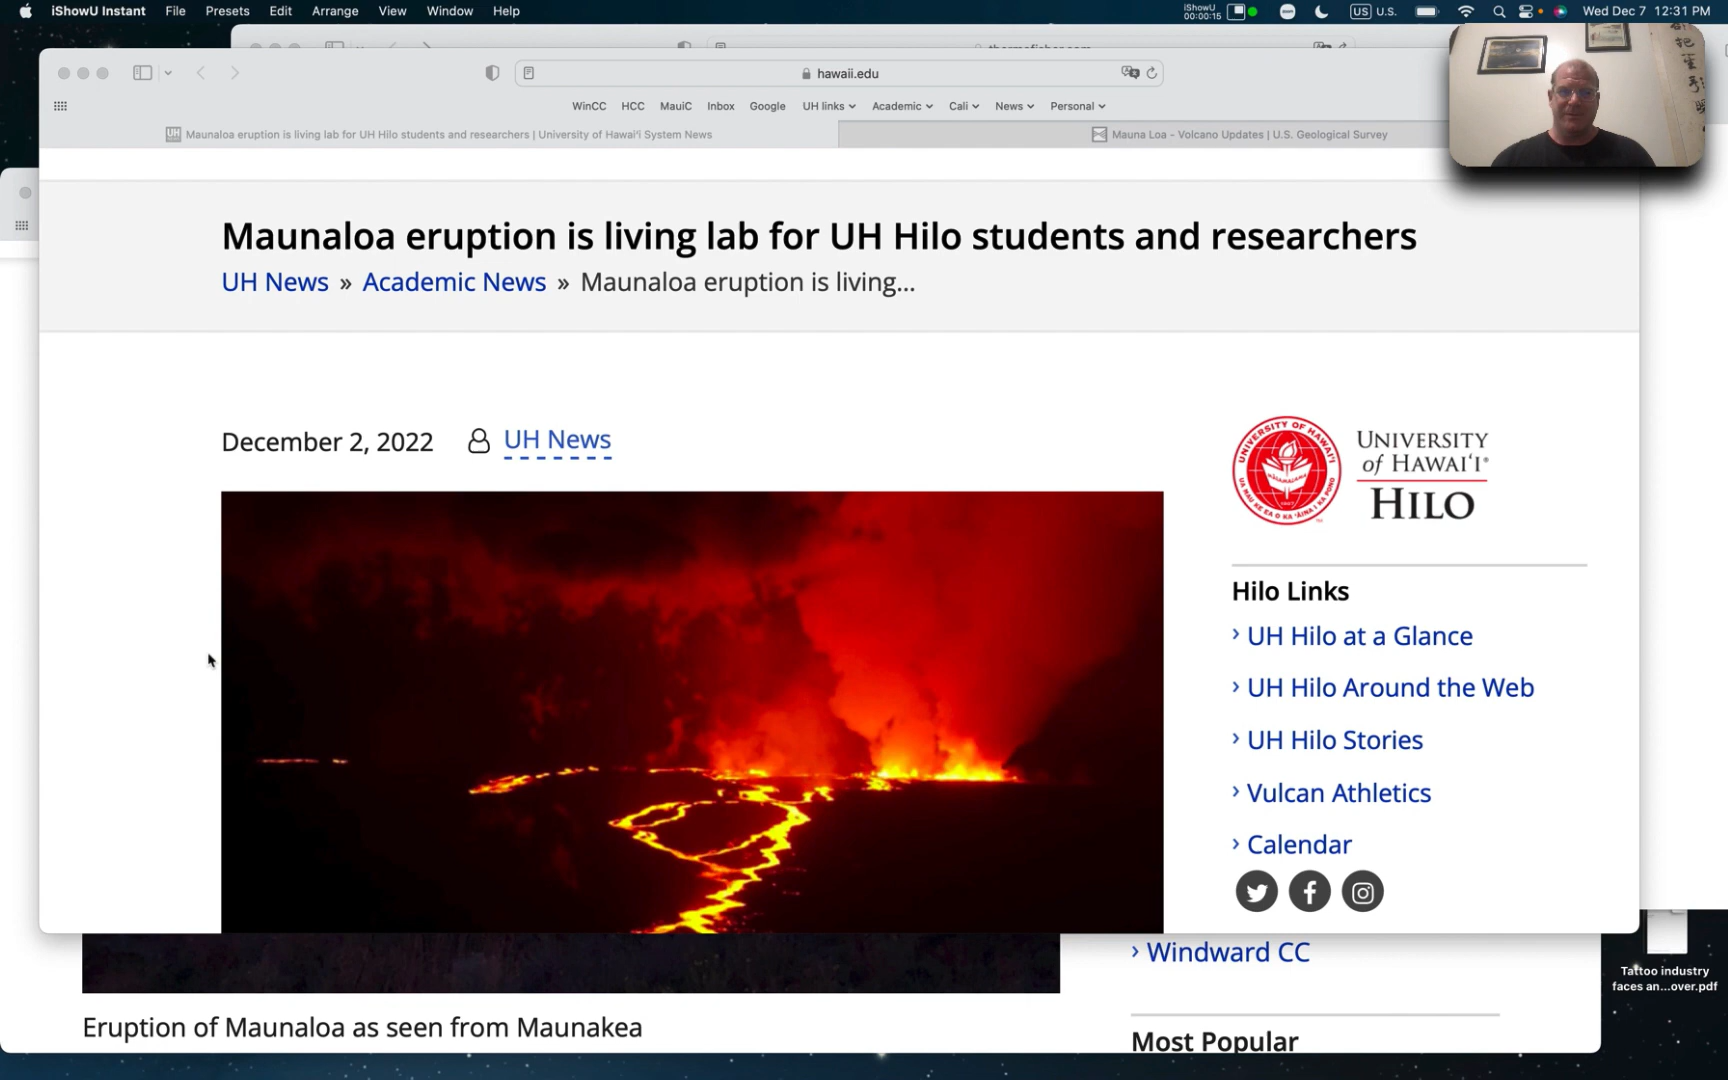 iShowU Instant File Presets Edit Arrange View Window Help
iShowU
00:00:15
US U.S. Wed Dec 7 12:31 PM
hawaii.edu
WinCC HCC MauiC Inbox Google UH links Academic Cali News Personal
UH Maunaloa eruption is living lab for UH Hilo students and researchers | University of Hawaiʻi System News
Mauna Loa - Volcano Updates | U.S. Geological Survey
Maunaloa eruption is living lab for UH Hilo students and researchers
UH News » Academic News » Maunaloa eruption is living...
December 2, 2022 UH News
UNIVERSITY OF HAWAI‘I
UNIVERSITY
of HAWAIʻI®
HILO
Hilo Links
› UH Hilo at a Glance
› UH Hilo Around the Web
› UH Hilo Stories
› Vulcan Athletics
› Calendar
› Windward CC
Tattoo industry
faces an...over.pdf
Eruption of Maunaloa as seen from Maunakea
Most Popular